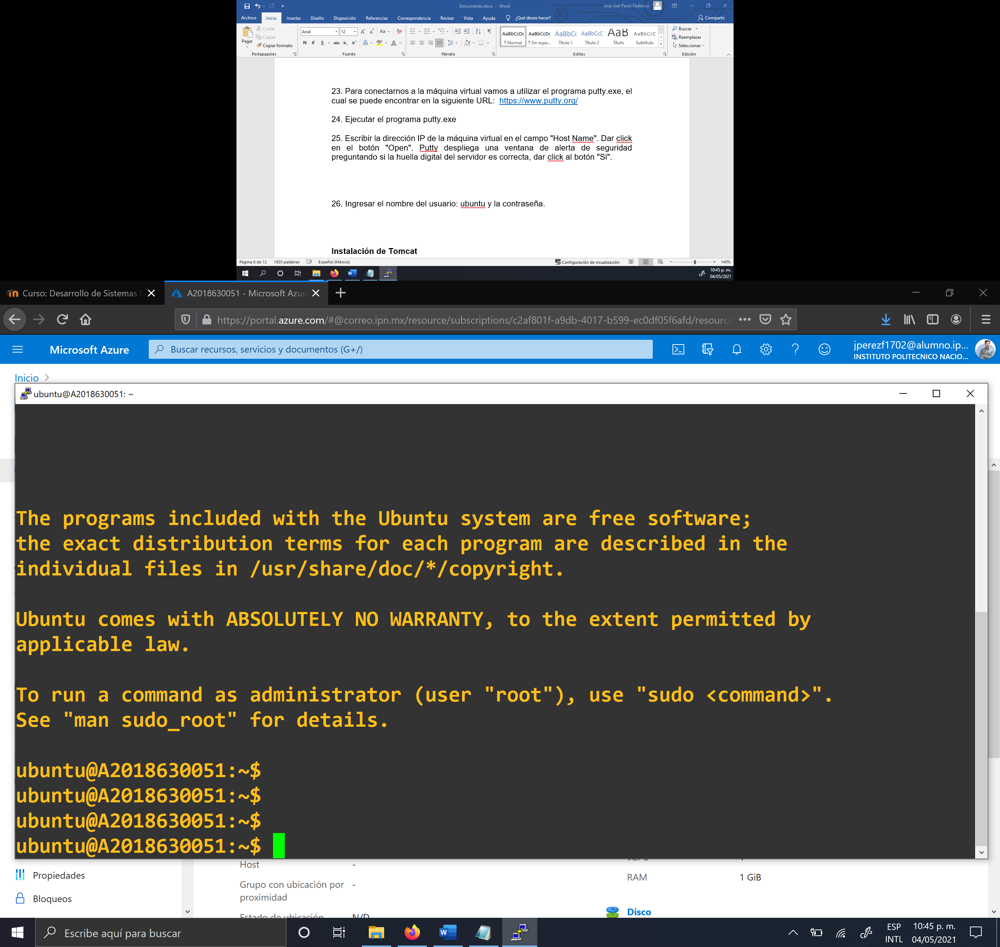 Documento.docx - Word
Jose Joel Perez Federico
Archivo Inicio Insertar Diseño Disposición Referencias Correspondencia Revisar Vista Ayuda ¿Qué desea hacer? Compartir
Pegar
Cortar
Copiar
Copiar formato
Portapapeles
Arial 12
Fuente
Párrafo
AaBbCcDc AaBbCcDc AaBbC( AaBbCcE AaB AaBbCcC
¶ Normal ¶ Sin espa... Título 1 Título 2 Título Subtítulo
Estilos
Buscar
Reemplazar
Seleccionar
Edición
23. Para conectarnos a la máquina virtual vamos a utilizar el programa putty.exe, el
cual se puede encontrar en la siguiente URL: https://www.putty.org/
24. Ejecutar el programa putty.exe
25. Escribir la dirección IP de la máquina virtual en el campo "Host Name". Dar click
en el botón "Open". Putty despliega una ventana de alerta de seguridad
preguntando si la huella digital del servidor es correcta, dar click al botón "Si".
26. Ingresar el nombre del usuario: ubuntu y la contraseña.
Instalación de Tomcat
Página 6 de 12 1850 palabras Español (México) Configuración de visualización 140%
10:45 p. m.
04/05/2021
Curso: Desarrollo de Sistemas
A2018630051 - Microsoft Azur
https://portal.azure.com/#@correo.ipn.mx/resource/subscriptions/c2af801f-a9db-4017-b599-ec0df05f6afd/resource
Microsoft Azure
Buscar recursos, servicios y documentos (G+/)
jperezf1702@alumno.ip...
INSTITUTO POLITECNICO NACIO...
Inicio
ubuntu@A2018630051: ~
The programs included with the Ubuntu system are free software;
the exact distribution terms for each program are described in the
individual files in /usr/share/doc/*/copyright.
Ubuntu comes with ABSOLUTELY NO WARRANTY, to the extent permitted by
applicable law.
To run a command as administrator (user "root"), use "sudo <command>".
See "man sudo_root" for details.
ubuntu@A2018630051:~$
ubuntu@A2018630051:~$
ubuntu@A2018630051:~$
ubuntu@A2018630051:~$
Propiedades
Bloqueos
Host -
Grupo con ubicación por -
proximidad
Estado de ubicación N/D
RAM 1 GiB
Disco
Escribe aquí para buscar
ESP
INTL
10:45 p. m.
04/05/2021